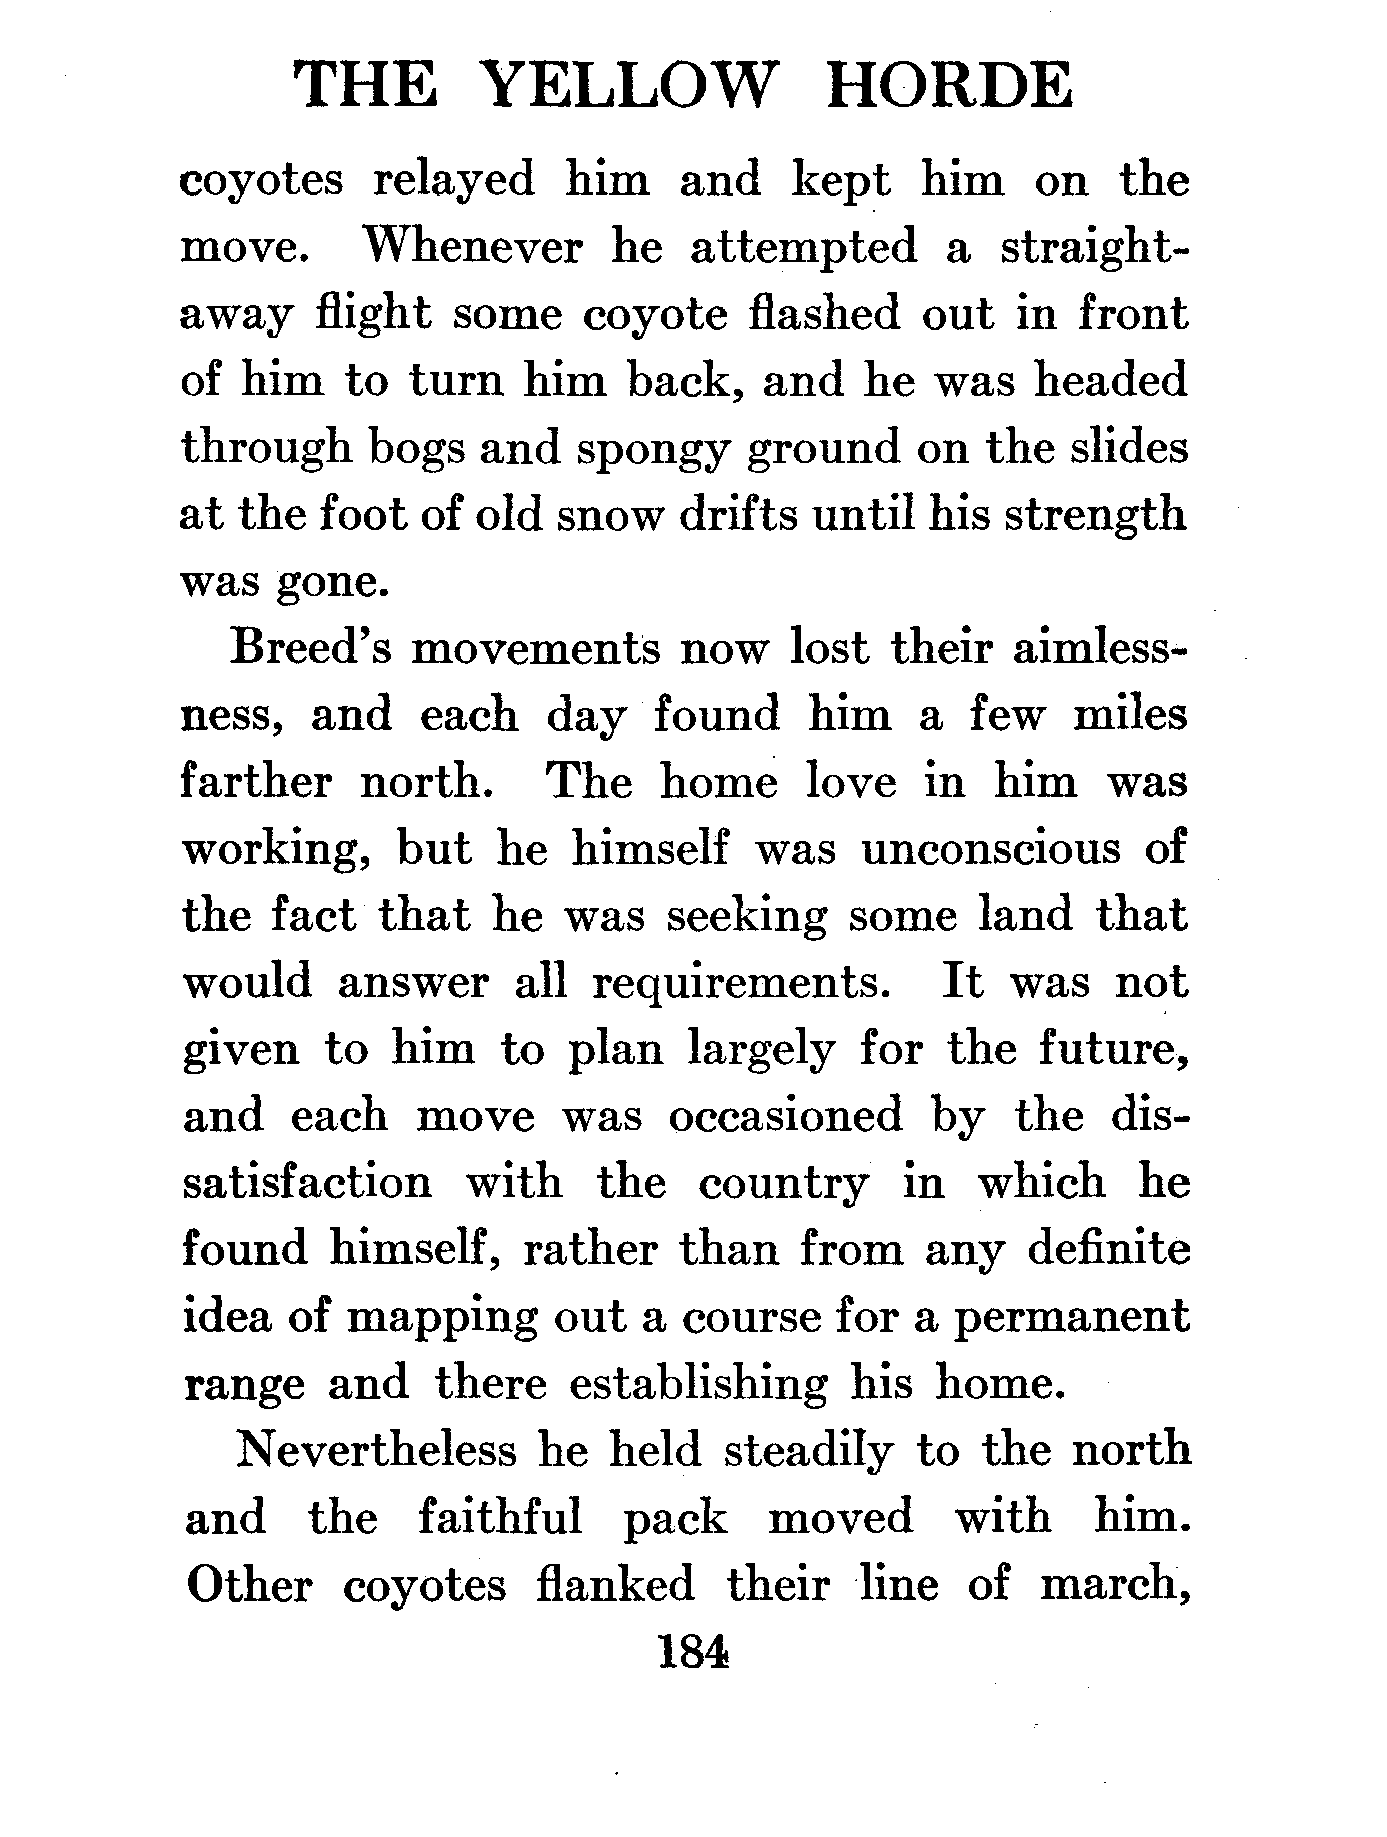 THE YELLOW HORDE
coyotes relayed him and kept him on the
move. Whenever he attempted a straight-
away flight some coyote flashed out in front
of him to turn him back, and he was headed
through bogs and spongy ground on the slides
at the foot of old snow drifts until his strength
was gone.
Breed's movements now lost their aimless-
ness, and each day found him a few miles
farther north. The home love in him was
working, but he himself was unconscious of
the fact that he was seeking some land that
would answer all requirements. It was not
given to him to plan largely for the future,
and each move was occasioned by the dis-
satisfaction with the country in which he
found himself, rather than from any definite
idea of mapping out a course for a permanent
range and there establishing his home.
Nevertheless he held steadily to the north
and the faithful pack moved with him.
Other coyotes flanked their line of march,
184